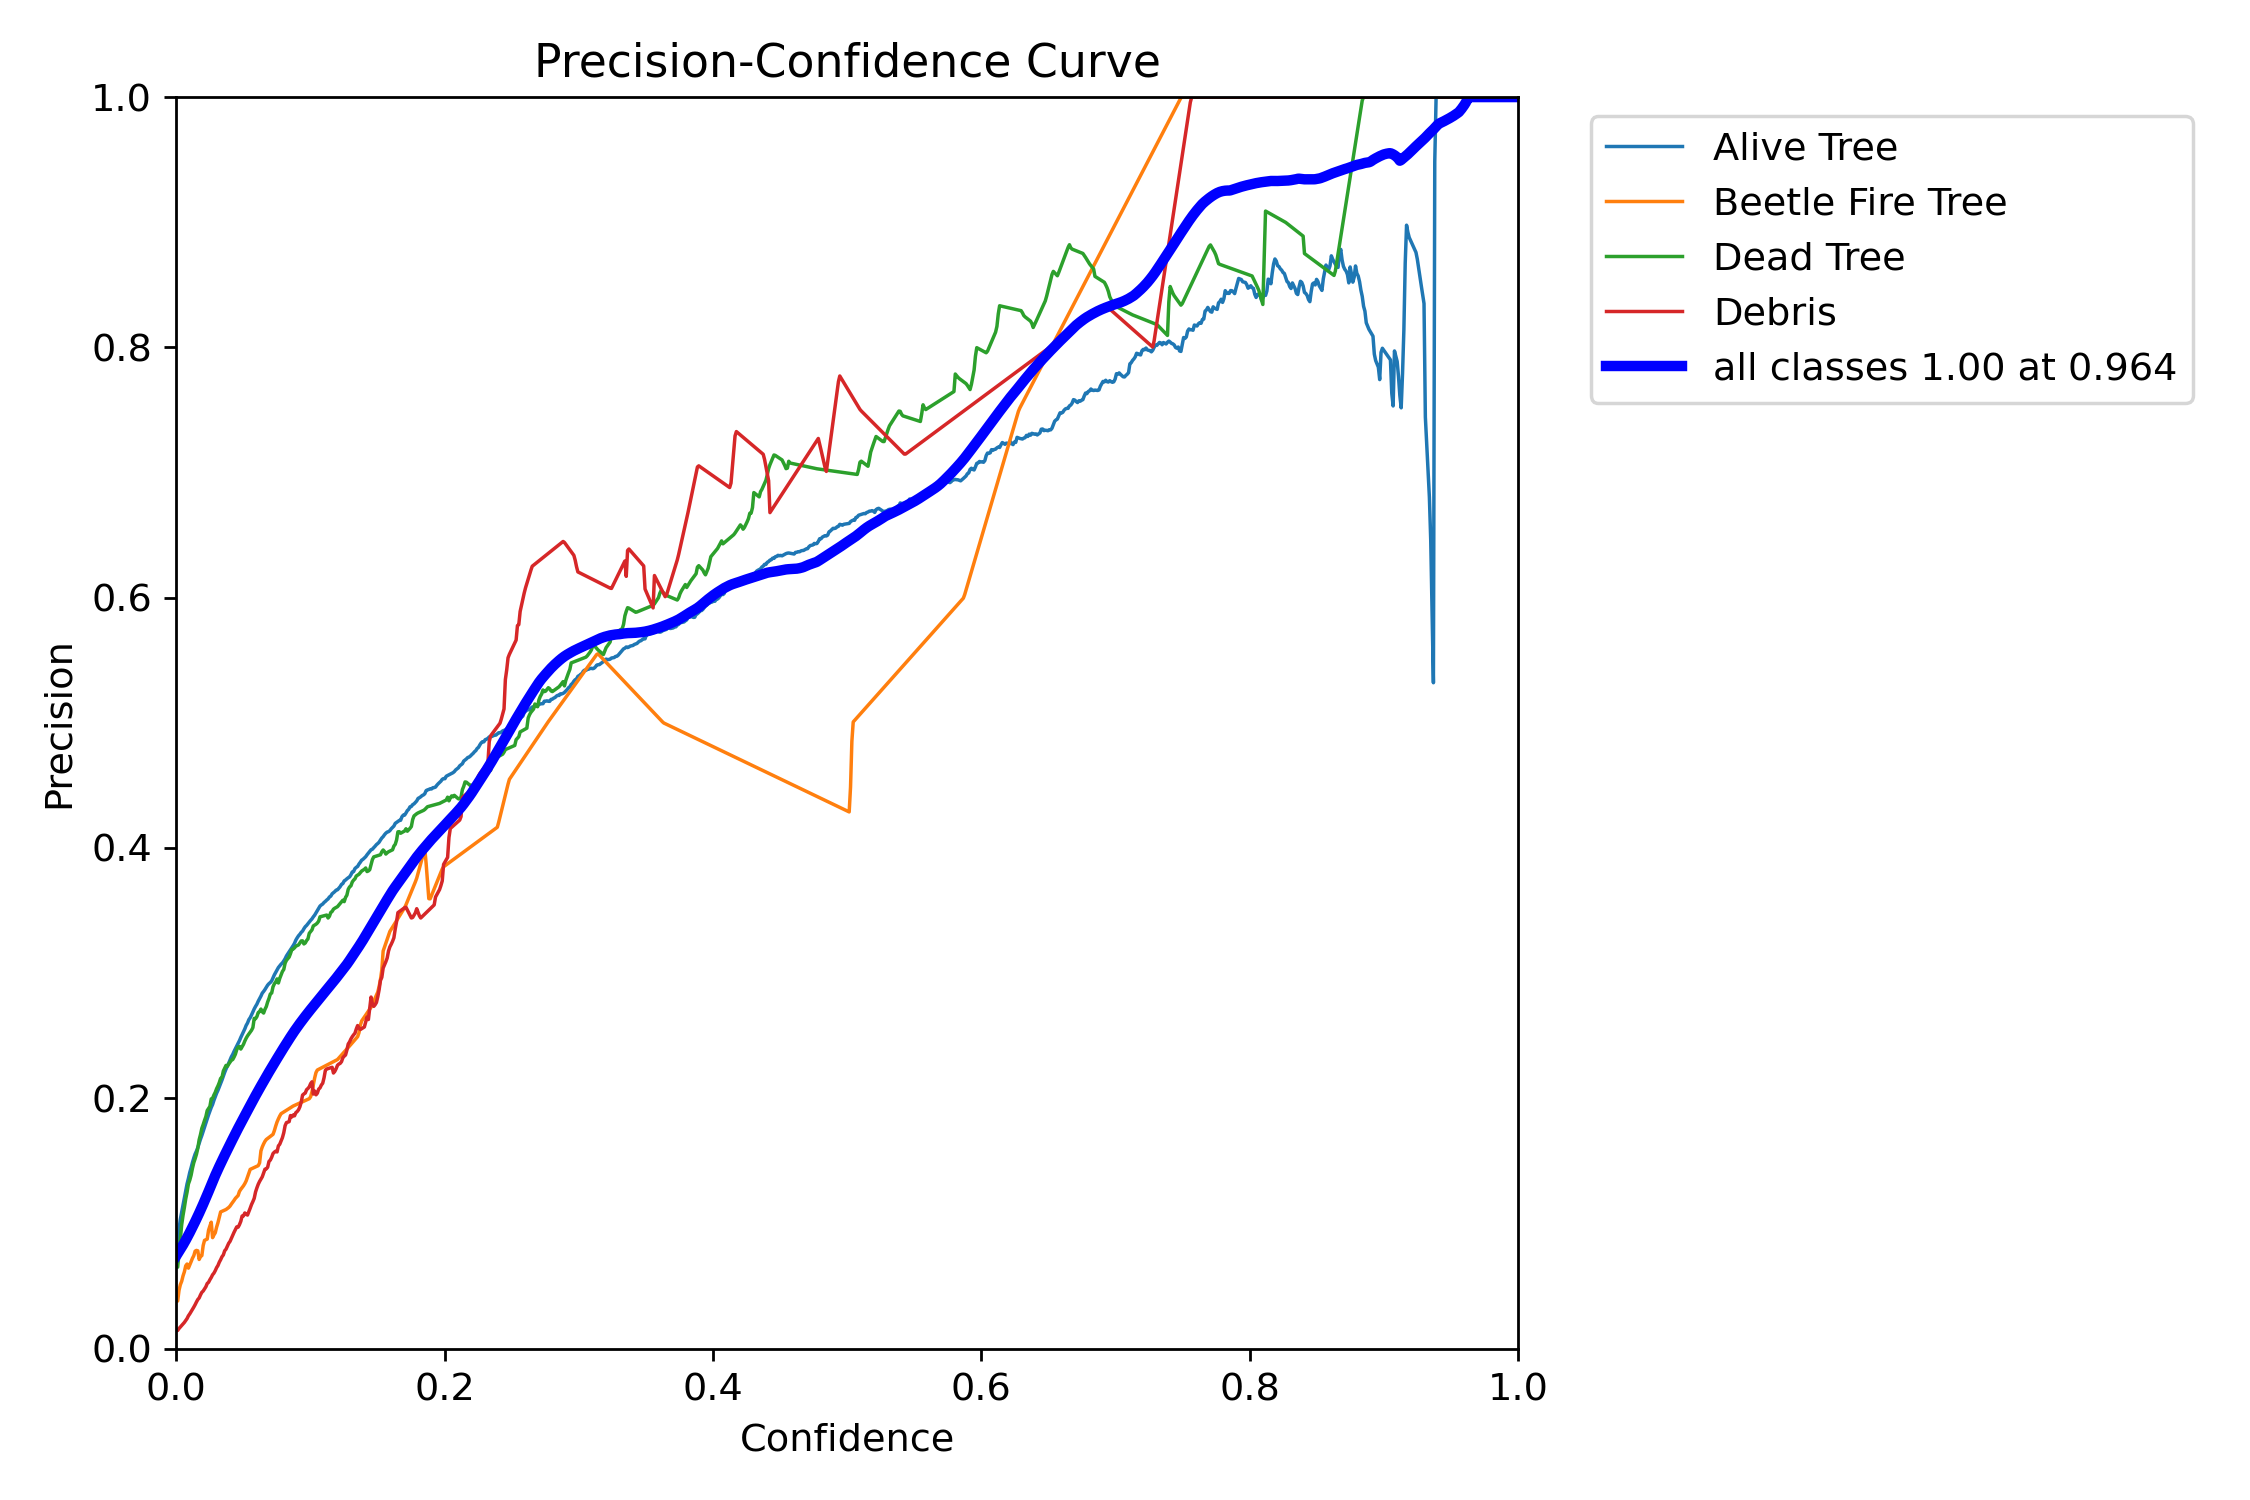 Precision-Confidence Curve
1.0
0.8
0.6
0.4
0.2
0.0
Precision
0.0 0.2 0.4 0.6 0.8 1.0
Confidence
Alive Tree
Beetle Fire Tree
Dead Tree
Debris
all classes 1.00 at 0.964